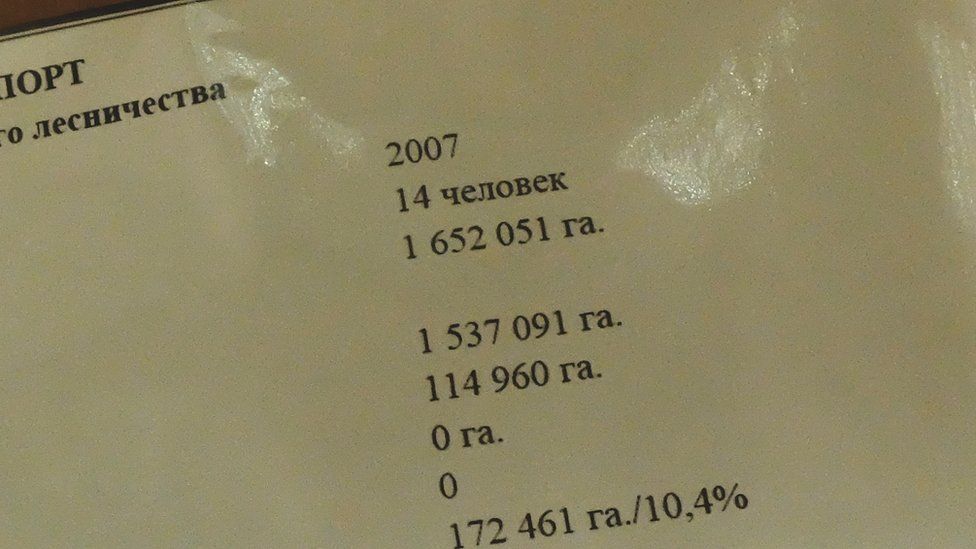 ПОРТ
го лесничества
2007
14 человек
1 652 051 га.
1 537 091 га.
114 960 га.
0 га.
0
172 461 га./10,4%